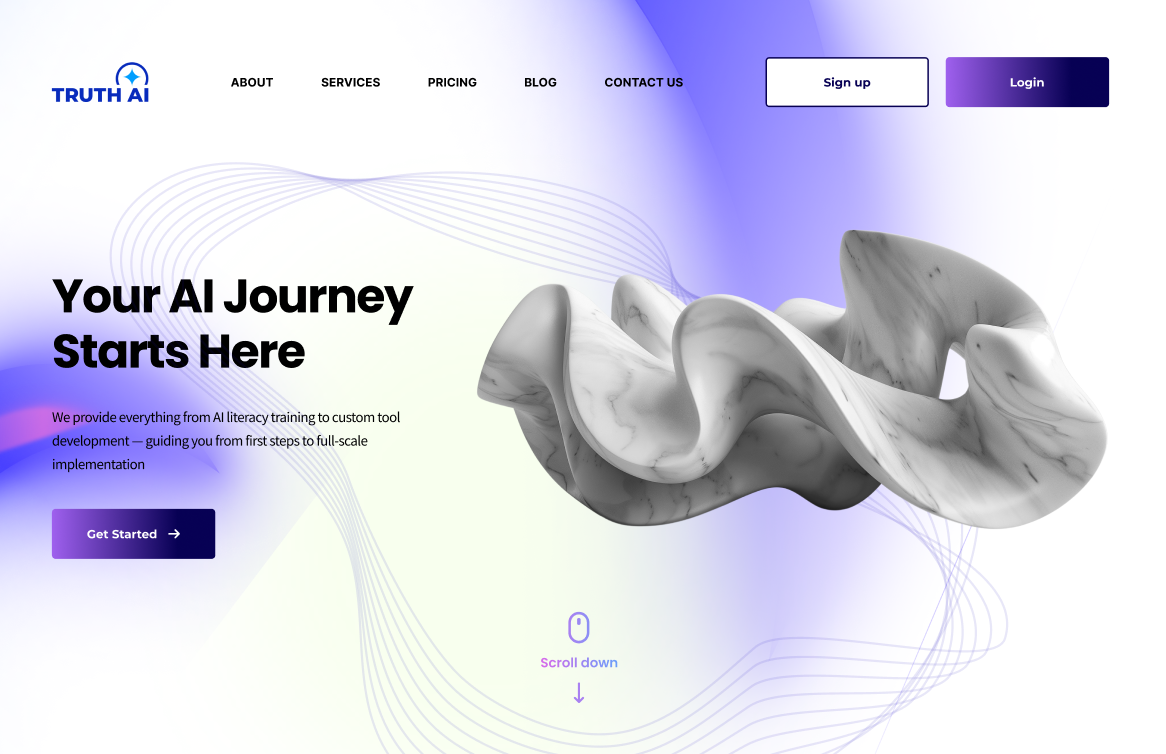 TRUTH AI
ABOUT SERVICES PRICING BLOG CONTACT US Sign up Login
Your AI Journey
Starts Here
We provide everything from AI literacy training to custom tool
development — guiding you from first steps to full-scale
implementation
Get Started →
Scroll down